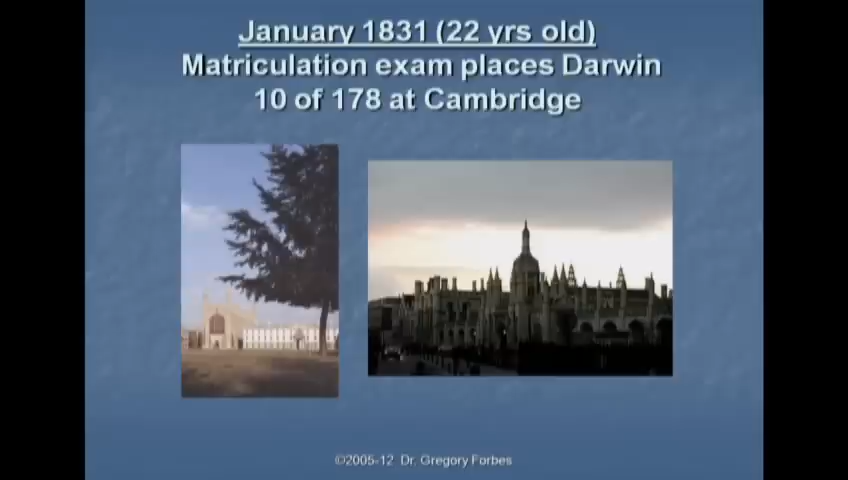 January 1831 (22 yrs old)
Matriculation exam places Darwin
10 of 178 at Cambridge
©2005-12 Dr. Gregory Forbes